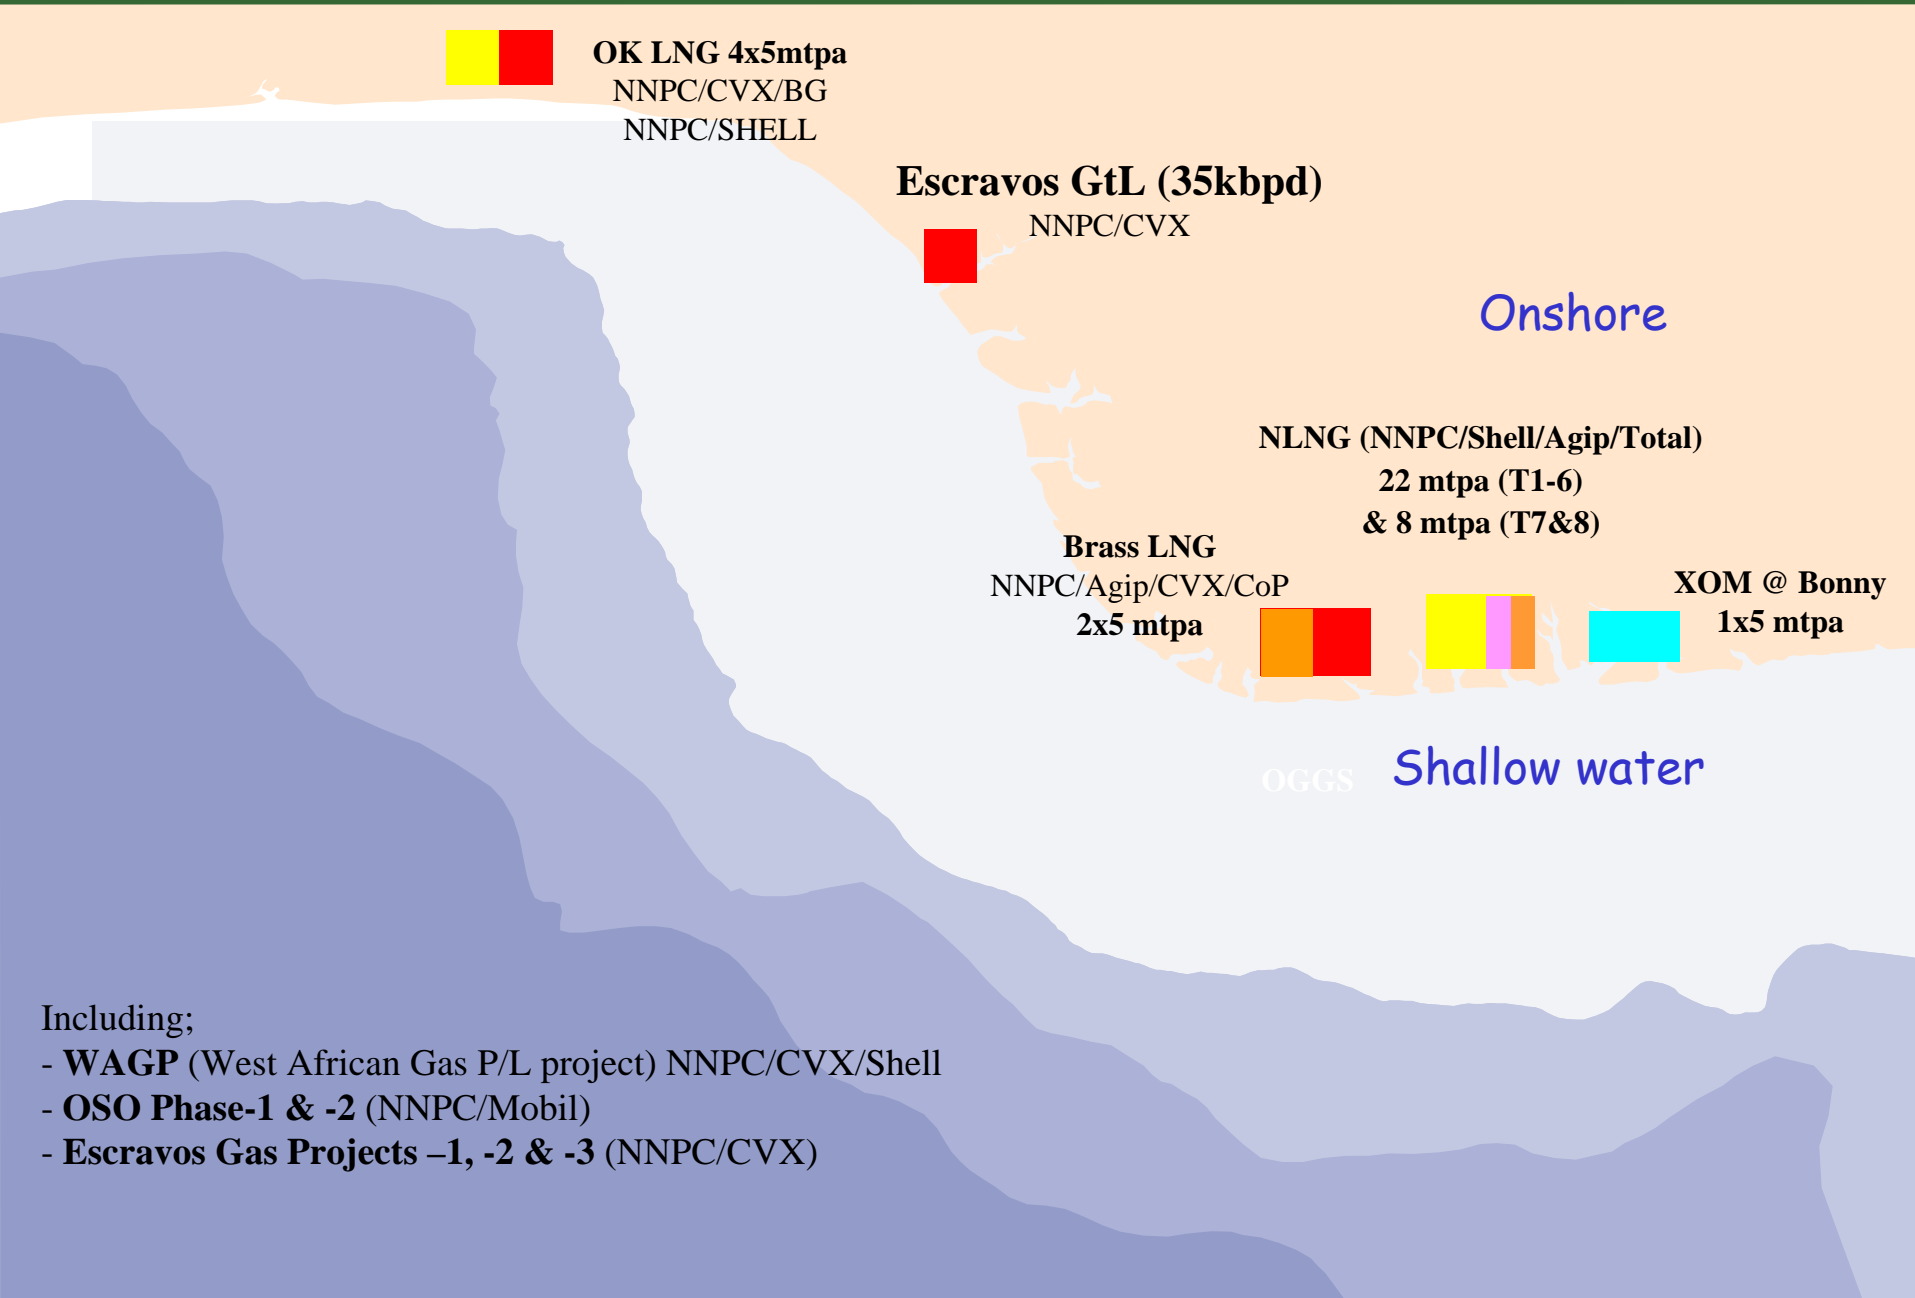 OK LNG 4x5mtpa
NNPC/CVX/BG
NNPC/SHELL
Escravos GtL (35kbpd)
NNPC/CVX
Onshore
NLNG (NNPC/Shell/Agip/Total)
22 mtpa (T1-6)
& 8 mtpa (T7&8)
Brass LNG
NNPC/Agip/CVX/CoP
2x5 mtpa
XOM @ Bonny
1x5 mtpa
OGGS
Shallow water
Including;
- WAGP (West African Gas P/L project) NNPC/CVX/Shell
- OSO Phase-1 & -2 (NNPC/Mobil)
- Escravos Gas Projects –1, -2 & -3 (NNPC/CVX)